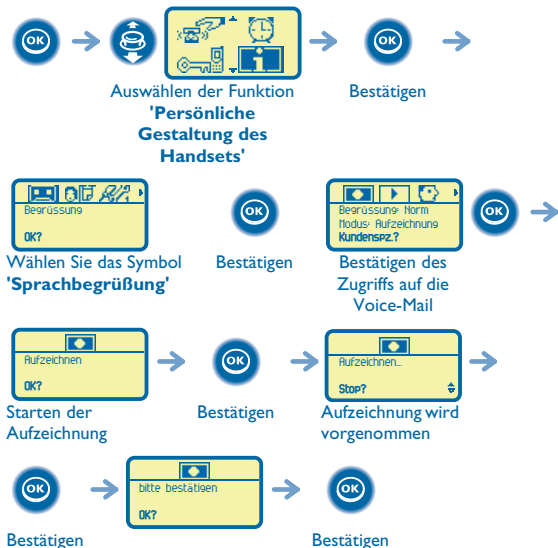 OK
OK
Auswählen der Funktion
'Persönliche
Gestaltung des
Handsets'
Bestätigen
Begrüssung
OK?
Wählen Sie das Symbol
'Sprachbegrüßung'
OK
Bestätigen
Begrüssung: Norm
Modus: Aufzeichnung
Kundenspz.?
OK
Bestätigen des
Zugriffs auf die
Voice-Mail
Aufzeichnen
OK?
Starten der
Aufzeichnung
OK
Bestätigen
Aufzeichnen...
Stop?
Aufzeichnung wird
vorgenommen
OK
Bestätigen
bitte bestätigen
OK?
OK
Bestätigen